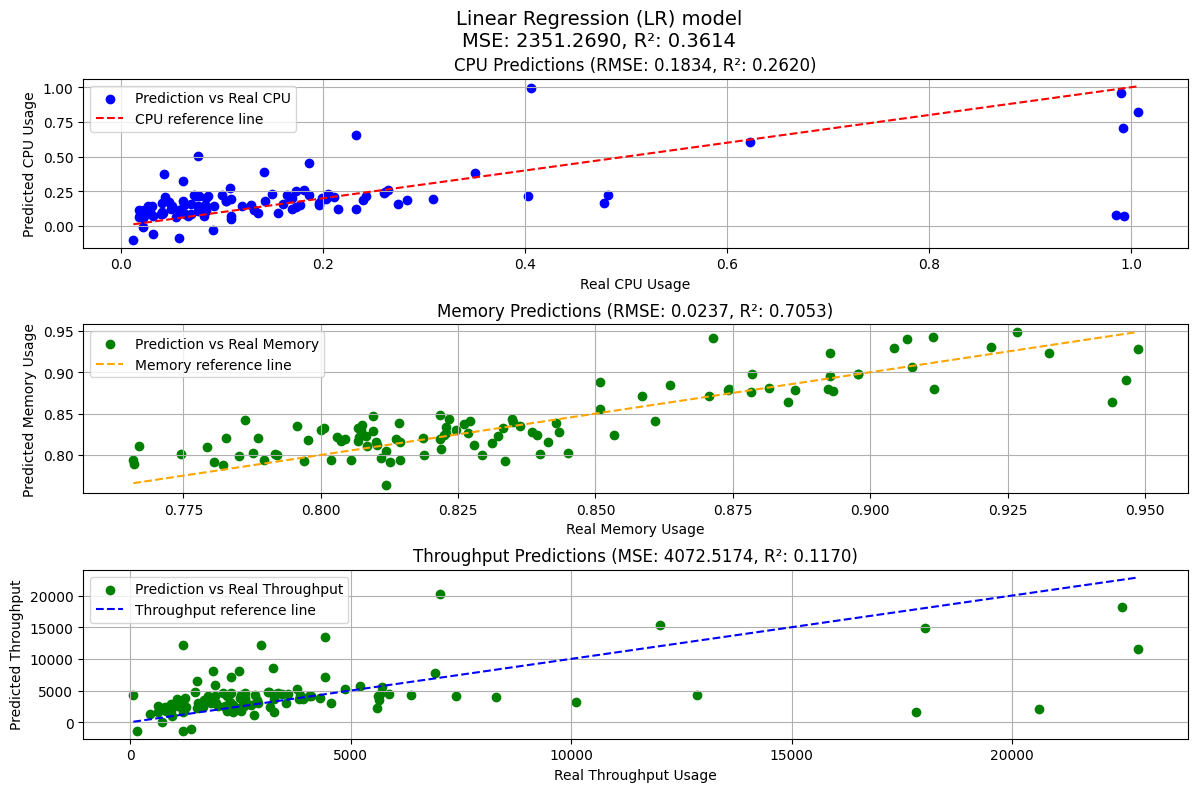 Linear Regression (LR) model
MSE: 2351.2690, R²: 0.3614
CPU Predictions (RMSE: 0.1834, R²: 0.2620)
Predicted CPU Usage
1.00
0.75
0.50
0.25
0.00
Prediction vs Real CPU
CPU reference line
0.0 0.2 0.4 0.6 0.8 1.0
Real CPU Usage
Memory Predictions (RMSE: 0.0237, R²: 0.7053)
Predicted Memory Usage
0.95
0.90
0.85
0.80
Prediction vs Real Memory
Memory reference line
0.775 0.800 0.825 0.850 0.875 0.900 0.925 0.950
Real Memory Usage
Throughput Predictions (MSE: 4072.5174, R²: 0.1170)
Predicted Throughput
20000
15000
10000
5000
0
Prediction vs Real Throughput
Throughput reference line
0 5000 10000 15000 20000
Real Throughput Usage